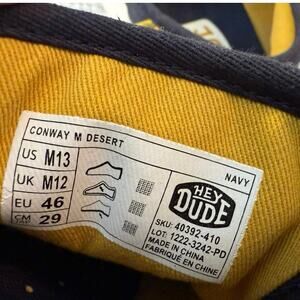 CONWAY M DESERT
NAVY
US M13
UK M12
EU 46
CM 29
HEY
DUDE
SKU: 40392-410
LOT: 1222-3242-PD
MADE IN CHINA
FABRIQUÉ EN CHINE